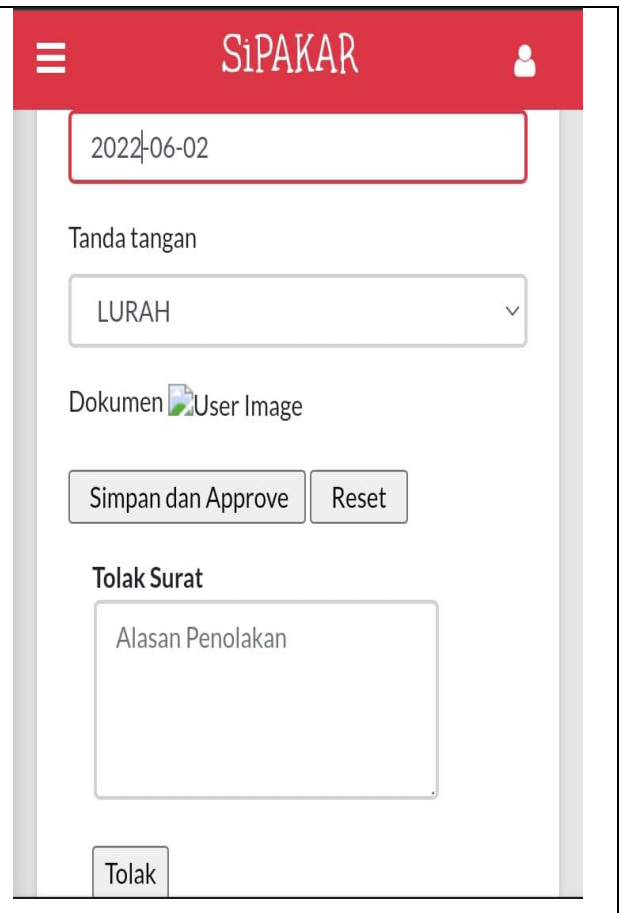 SiPAKAR
2022-06-02
Tanda tangan
LURAH
Dokumen User Image
Simpan dan Approve Reset
Tolak Surat
Alasan Penolakan
Tolak